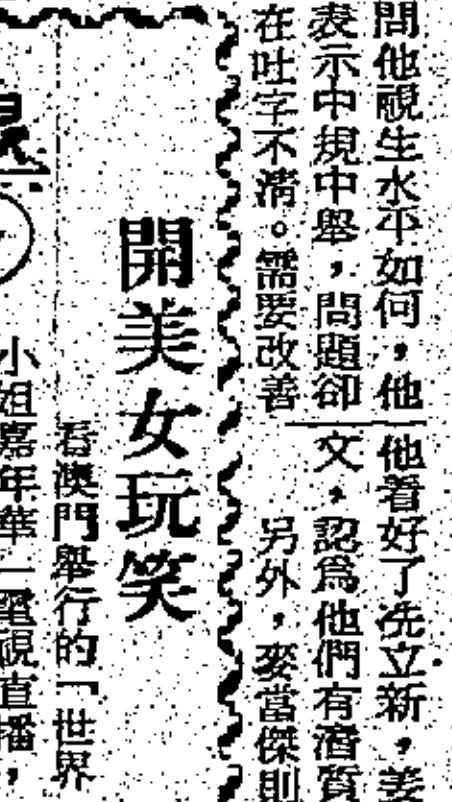 問他視生水平如何，他
表示中規中舉，問題卻
在吐字不清。需要改善
他着好了先立新，姜
文，認爲他們有潛質
另外，麥當傑則
開美女玩笑
看澳門舉行的「世界
小姐嘉年華」電視直播，